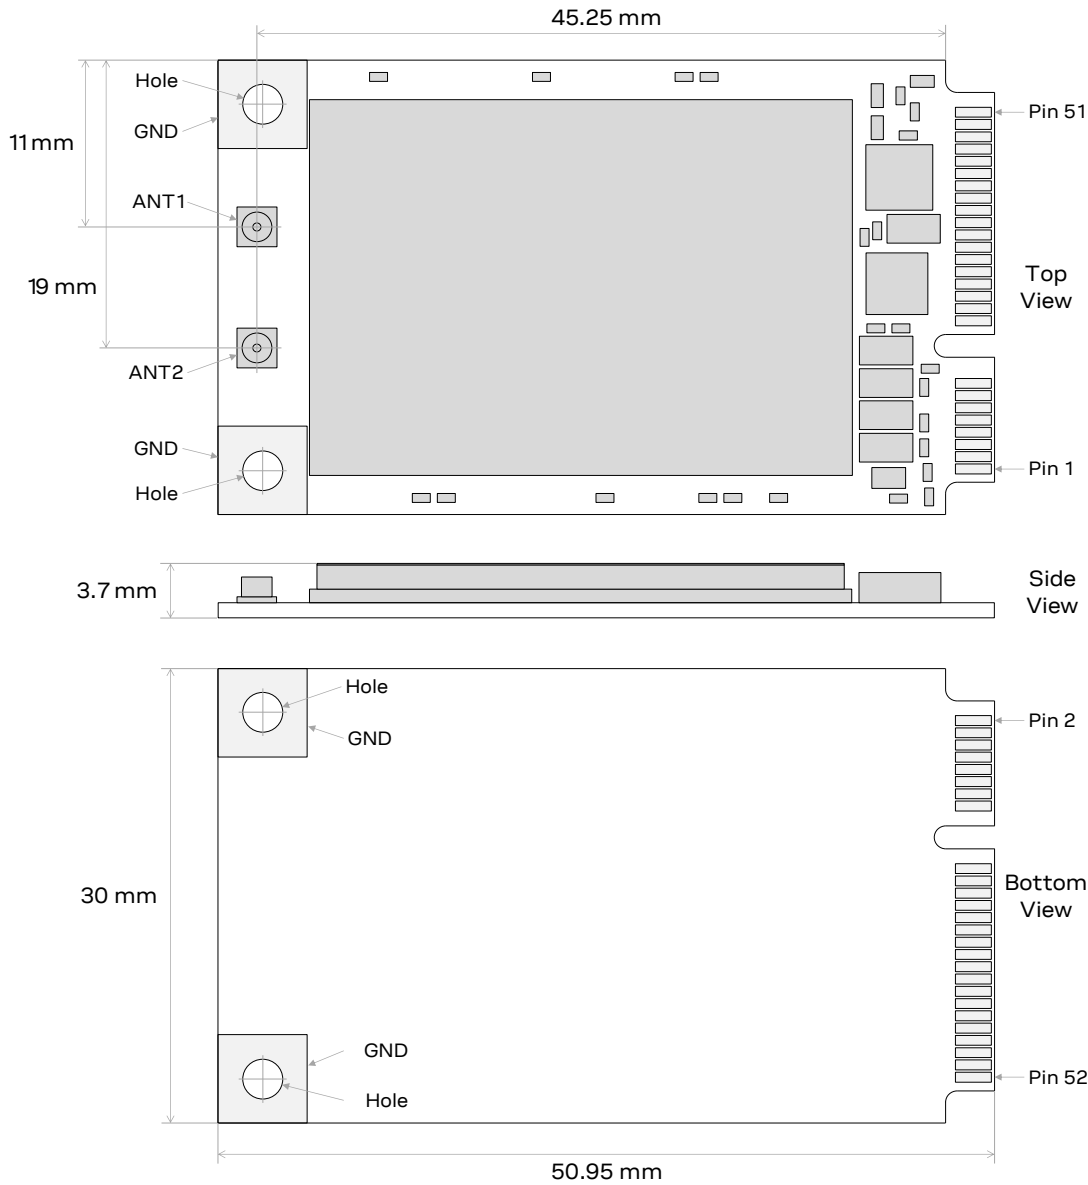 45.25 mm
Hole
GND
11 mm
ANT1
19 mm
ANT2
GND
Hole
Pin 51
Top
View
Pin 1
3.7 mm
Side
View
Hole
GND
Pin 2
30 mm
Bottom
View
GND
Hole
Pin 52
50.95 mm